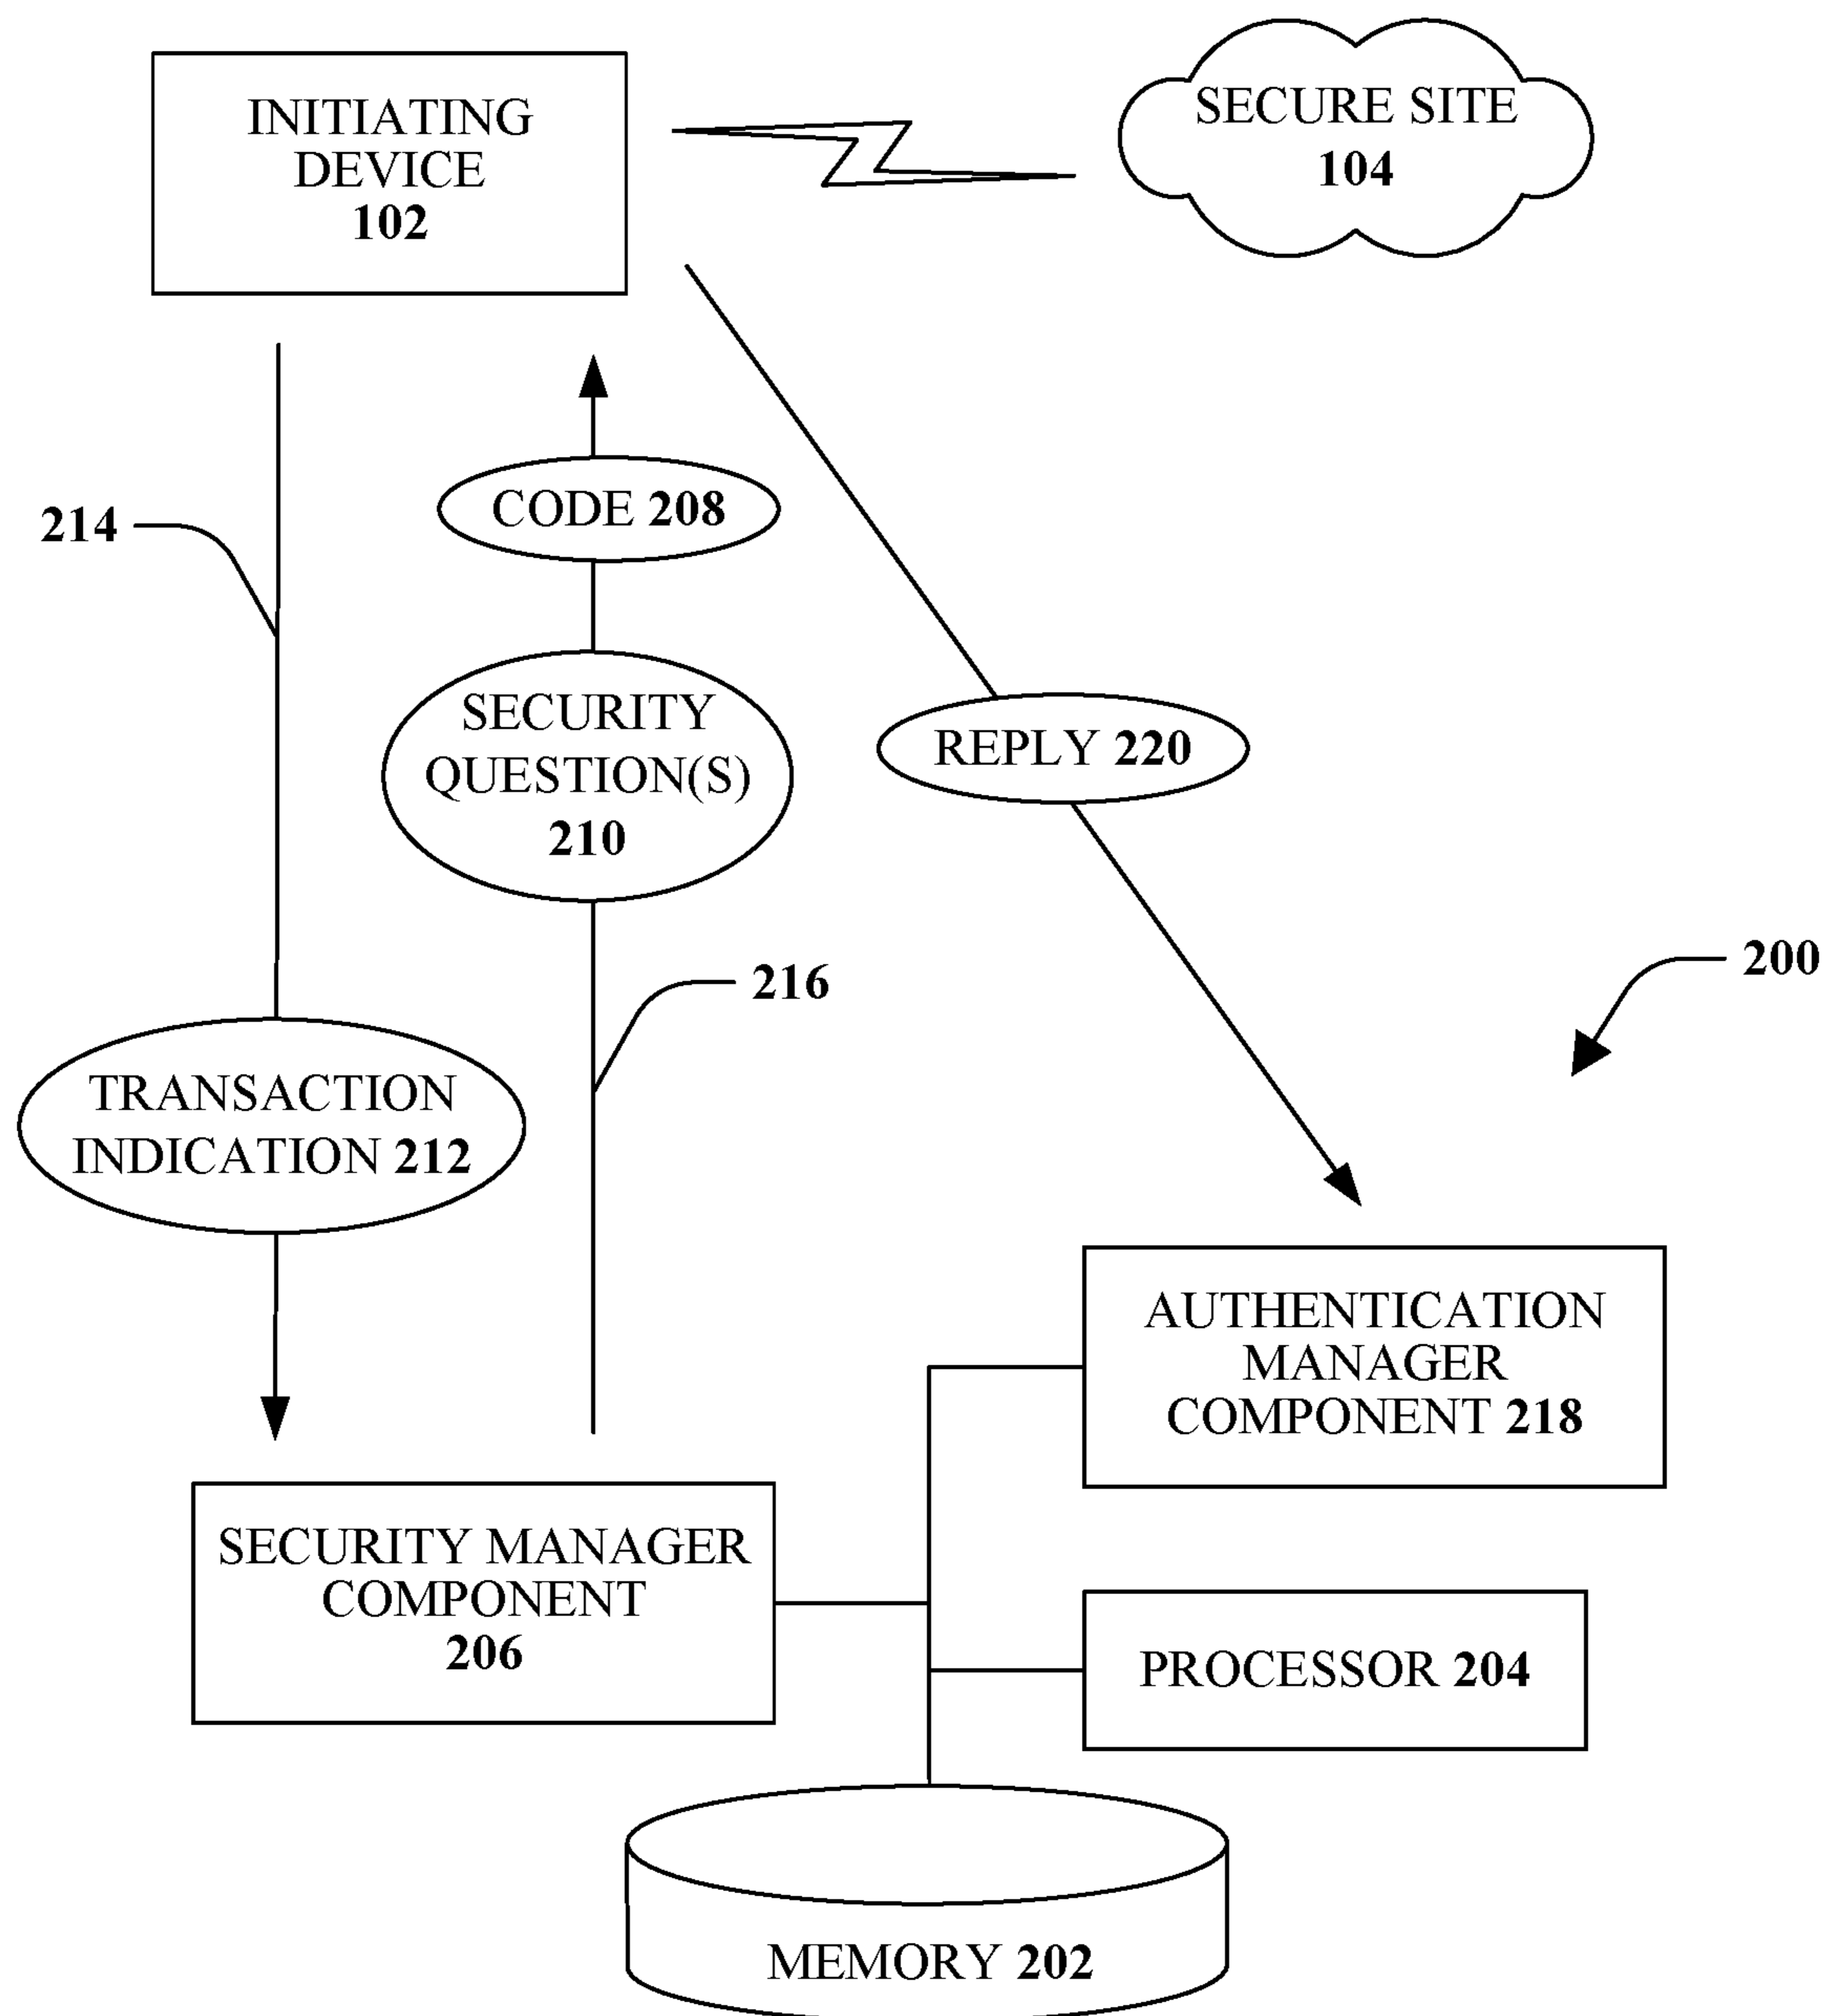 INITIATING
DEVICE
102
SECURE SITE
104
CODE 208
214
SECURITY
QUESTION(S)
210
REPLY 220
216
200
TRANSACTION
INDICATION 212
AUTHENTICATION
MANAGER
COMPONENT 218
SECURITY MANAGER
COMPONENT
206
PROCESSOR 204
MEMORY 202